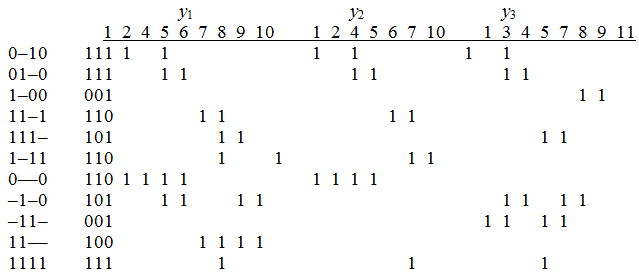 y1 y2 y3
1 2 4 5 6 7 8 9 10 1 2 4 5 6 7 10 1 3 4 5 7 8 9 11
0–10 111 1 1 1 1 1 1
01–0 111 1 1 1 1 1 1
1–00 001 1 1
11–1 110 1 1 1 1
111– 101 1 1 1 1
1–11 110 1 1 1 1
0––0 110 1 1 1 1 1 1 1 1
–1–0 101 1 1 1 1 1 1 1 1
–11– 001 1 1 1 1
11–– 100 1 1 1 1
1111 111 1 1 1